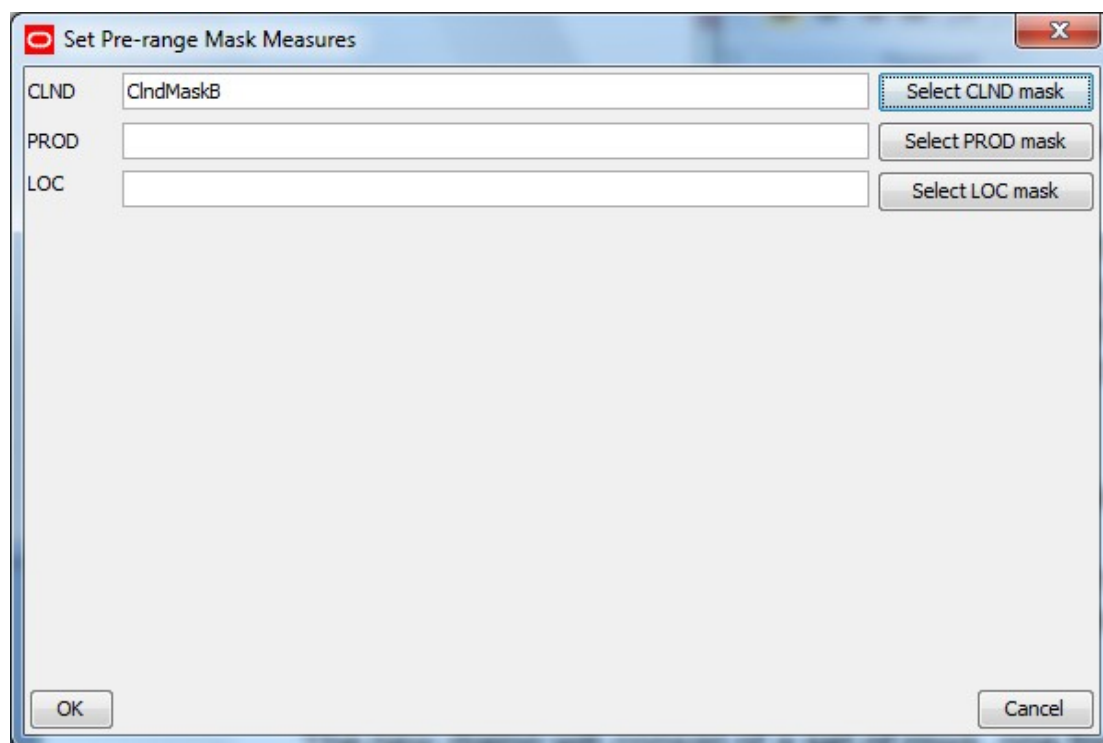 Set Pre-range Mask Measures
CLND ClndMaskB Select CLND mask
PROD Select PROD mask
LOC Select LOC mask
OK Cancel